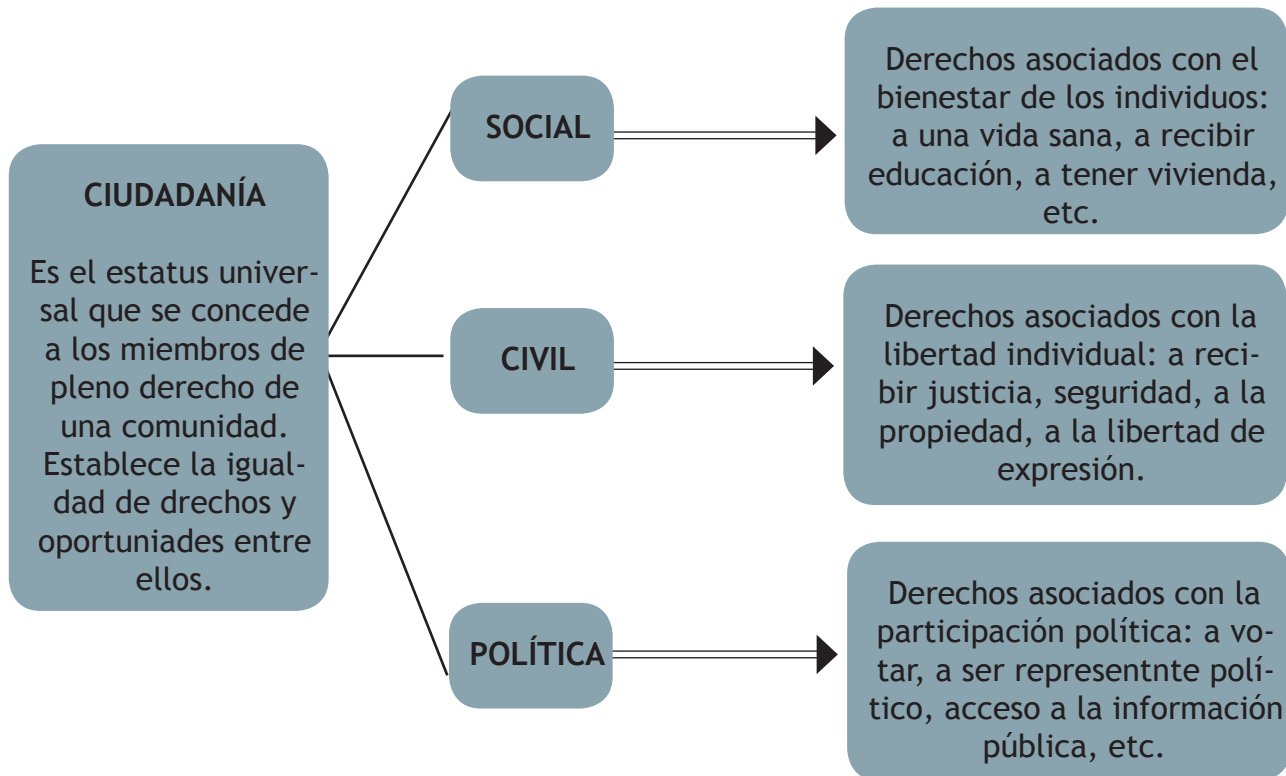 CIUDADANÍA
Es el estatus univer-
sal que se concede
a los miembros de
pleno derecho de
una comunidad.
Establece la igual-
dad de drechos y
oportuniades entre
ellos.
SOCIAL
Derechos asociados con el
bienestar de los individuos:
a una vida sana, a recibir
educación, a tener vivienda,
etc.
CIVIL
Derechos asociados con la
libertad individual: a reci-
bir justicia, seguridad, a la
propiedad, a la libertad de
expresión.
POLÍTICA
Derechos asociados con la
participación política: a vo-
tar, a ser representnte polí-
tico, acceso a la información
pública, etc.